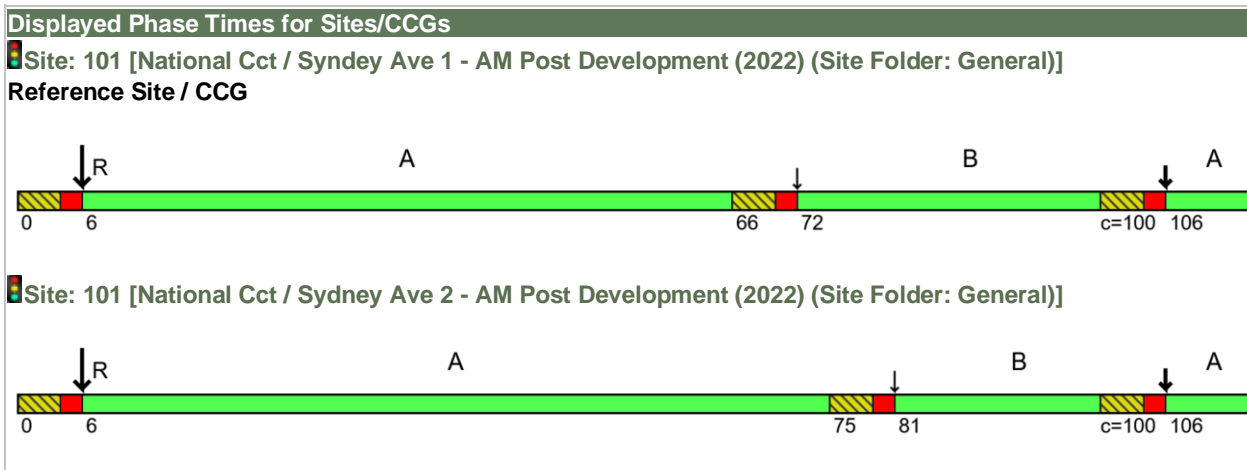 Displayed Phase Times for Sites/CCGs
Site: 101 [National Cct / Syndey Ave 1 - AM Post Development (2022) (Site Folder: General)]
Reference Site / CCG
R A B A
0 6 66 72 c=100 106
Site: 101 [National Cct / Sydney Ave 2 - AM Post Development (2022) (Site Folder: General)]
R A B A
0 6 75 81 c=100 106